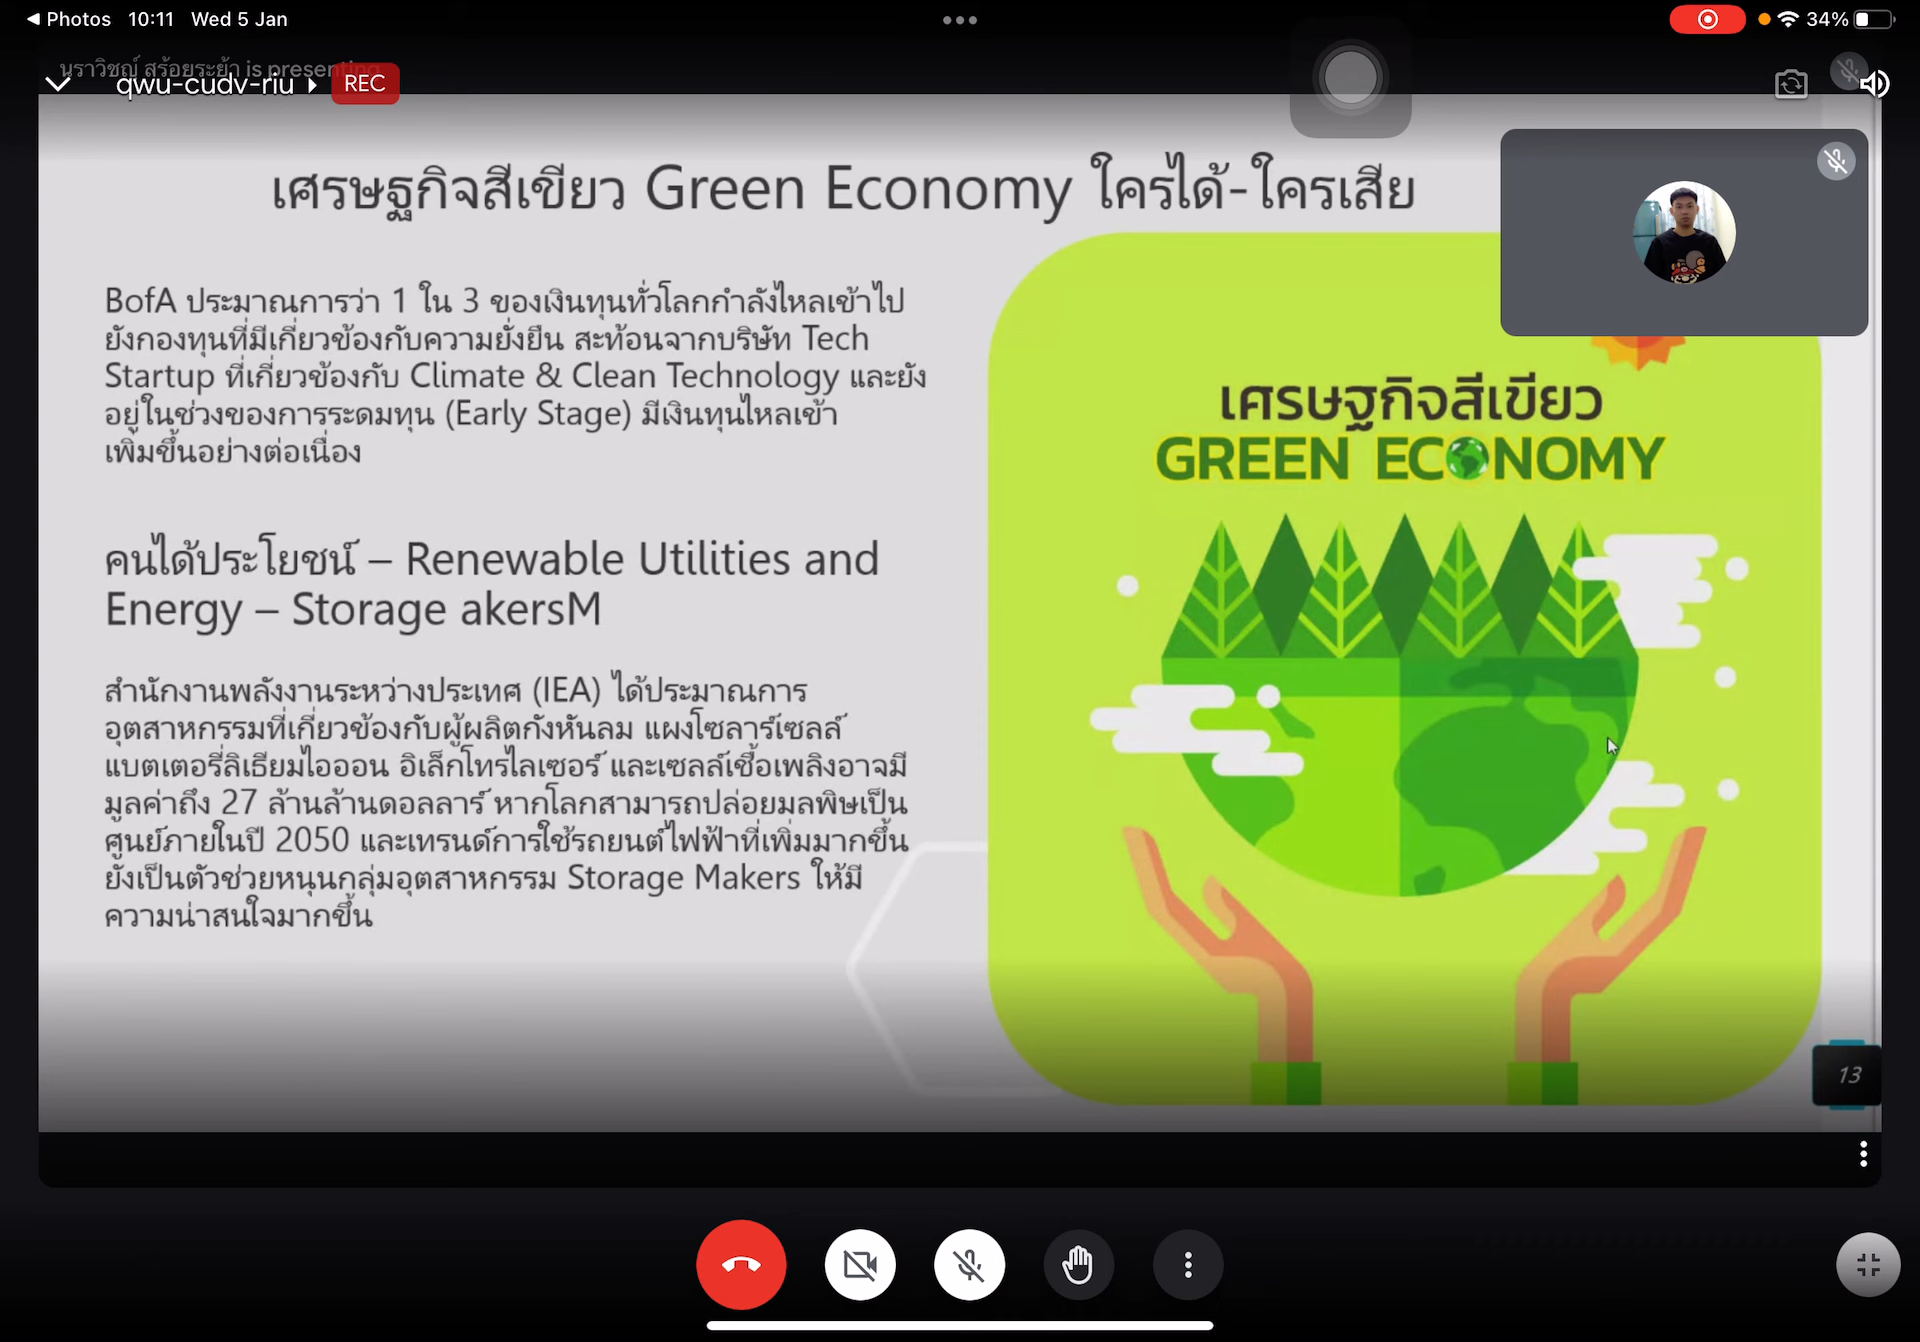 Photos 10:11 Wed 5 Jan
34%
นราวิชญ์ สร้อยระย้า is presenting
qwu-cudv-riu
REC
เศรษฐกิจสีเขียว Green Economy ใครได้-ใครเสีย
BofA ประมาณการว่า 1 ใน 3 ของเงินทุนทั่วโลกกำลังไหลเข้าไป
ยังกองทุนที่มีเกี่ยวข้องกับความยั่งยืน สะท้อนจากบริษัท Tech
Startup ที่เกี่ยวข้องกับ Climate & Clean Technology และยัง
อยู่ในช่วงของการระดมทุน (Early Stage) มีเงินทุนไหลเข้า
เพิ่มขึ้นอย่างต่อเนื่อง
คนได้ประโยชน์ – Renewable Utilities and
Energy – Storage akersM
สำนักงานพลังงานระหว่างประเทศ (IEA) ได้ประมาณการ
อุตสาหกรรมที่เกี่ยวข้องกับผู้ผลิตกังหันลม แผงโซลาร์เซลล์
แบตเตอรี่ลิเธียมไอออน อิเล็กโทรไลเซอร์ และเซลล์เชื้อเพลิงอาจมี
มูลค่าถึง 27 ล้านล้านดอลลาร์ หากโลกสามารถปล่อยมลพิษเป็น
ศูนย์ภายในปี 2050 และเทรนด์การใช้รถยนต์ไฟฟ้าที่เพิ่มมากขึ้น
ยังเป็นตัวช่วยหนุนกลุ่มอุตสาหกรรม Storage Makers ให้มี
ความน่าสนใจมากขึ้น
เศรษฐกิจสีเขียว
GREEN ECONOMY
13